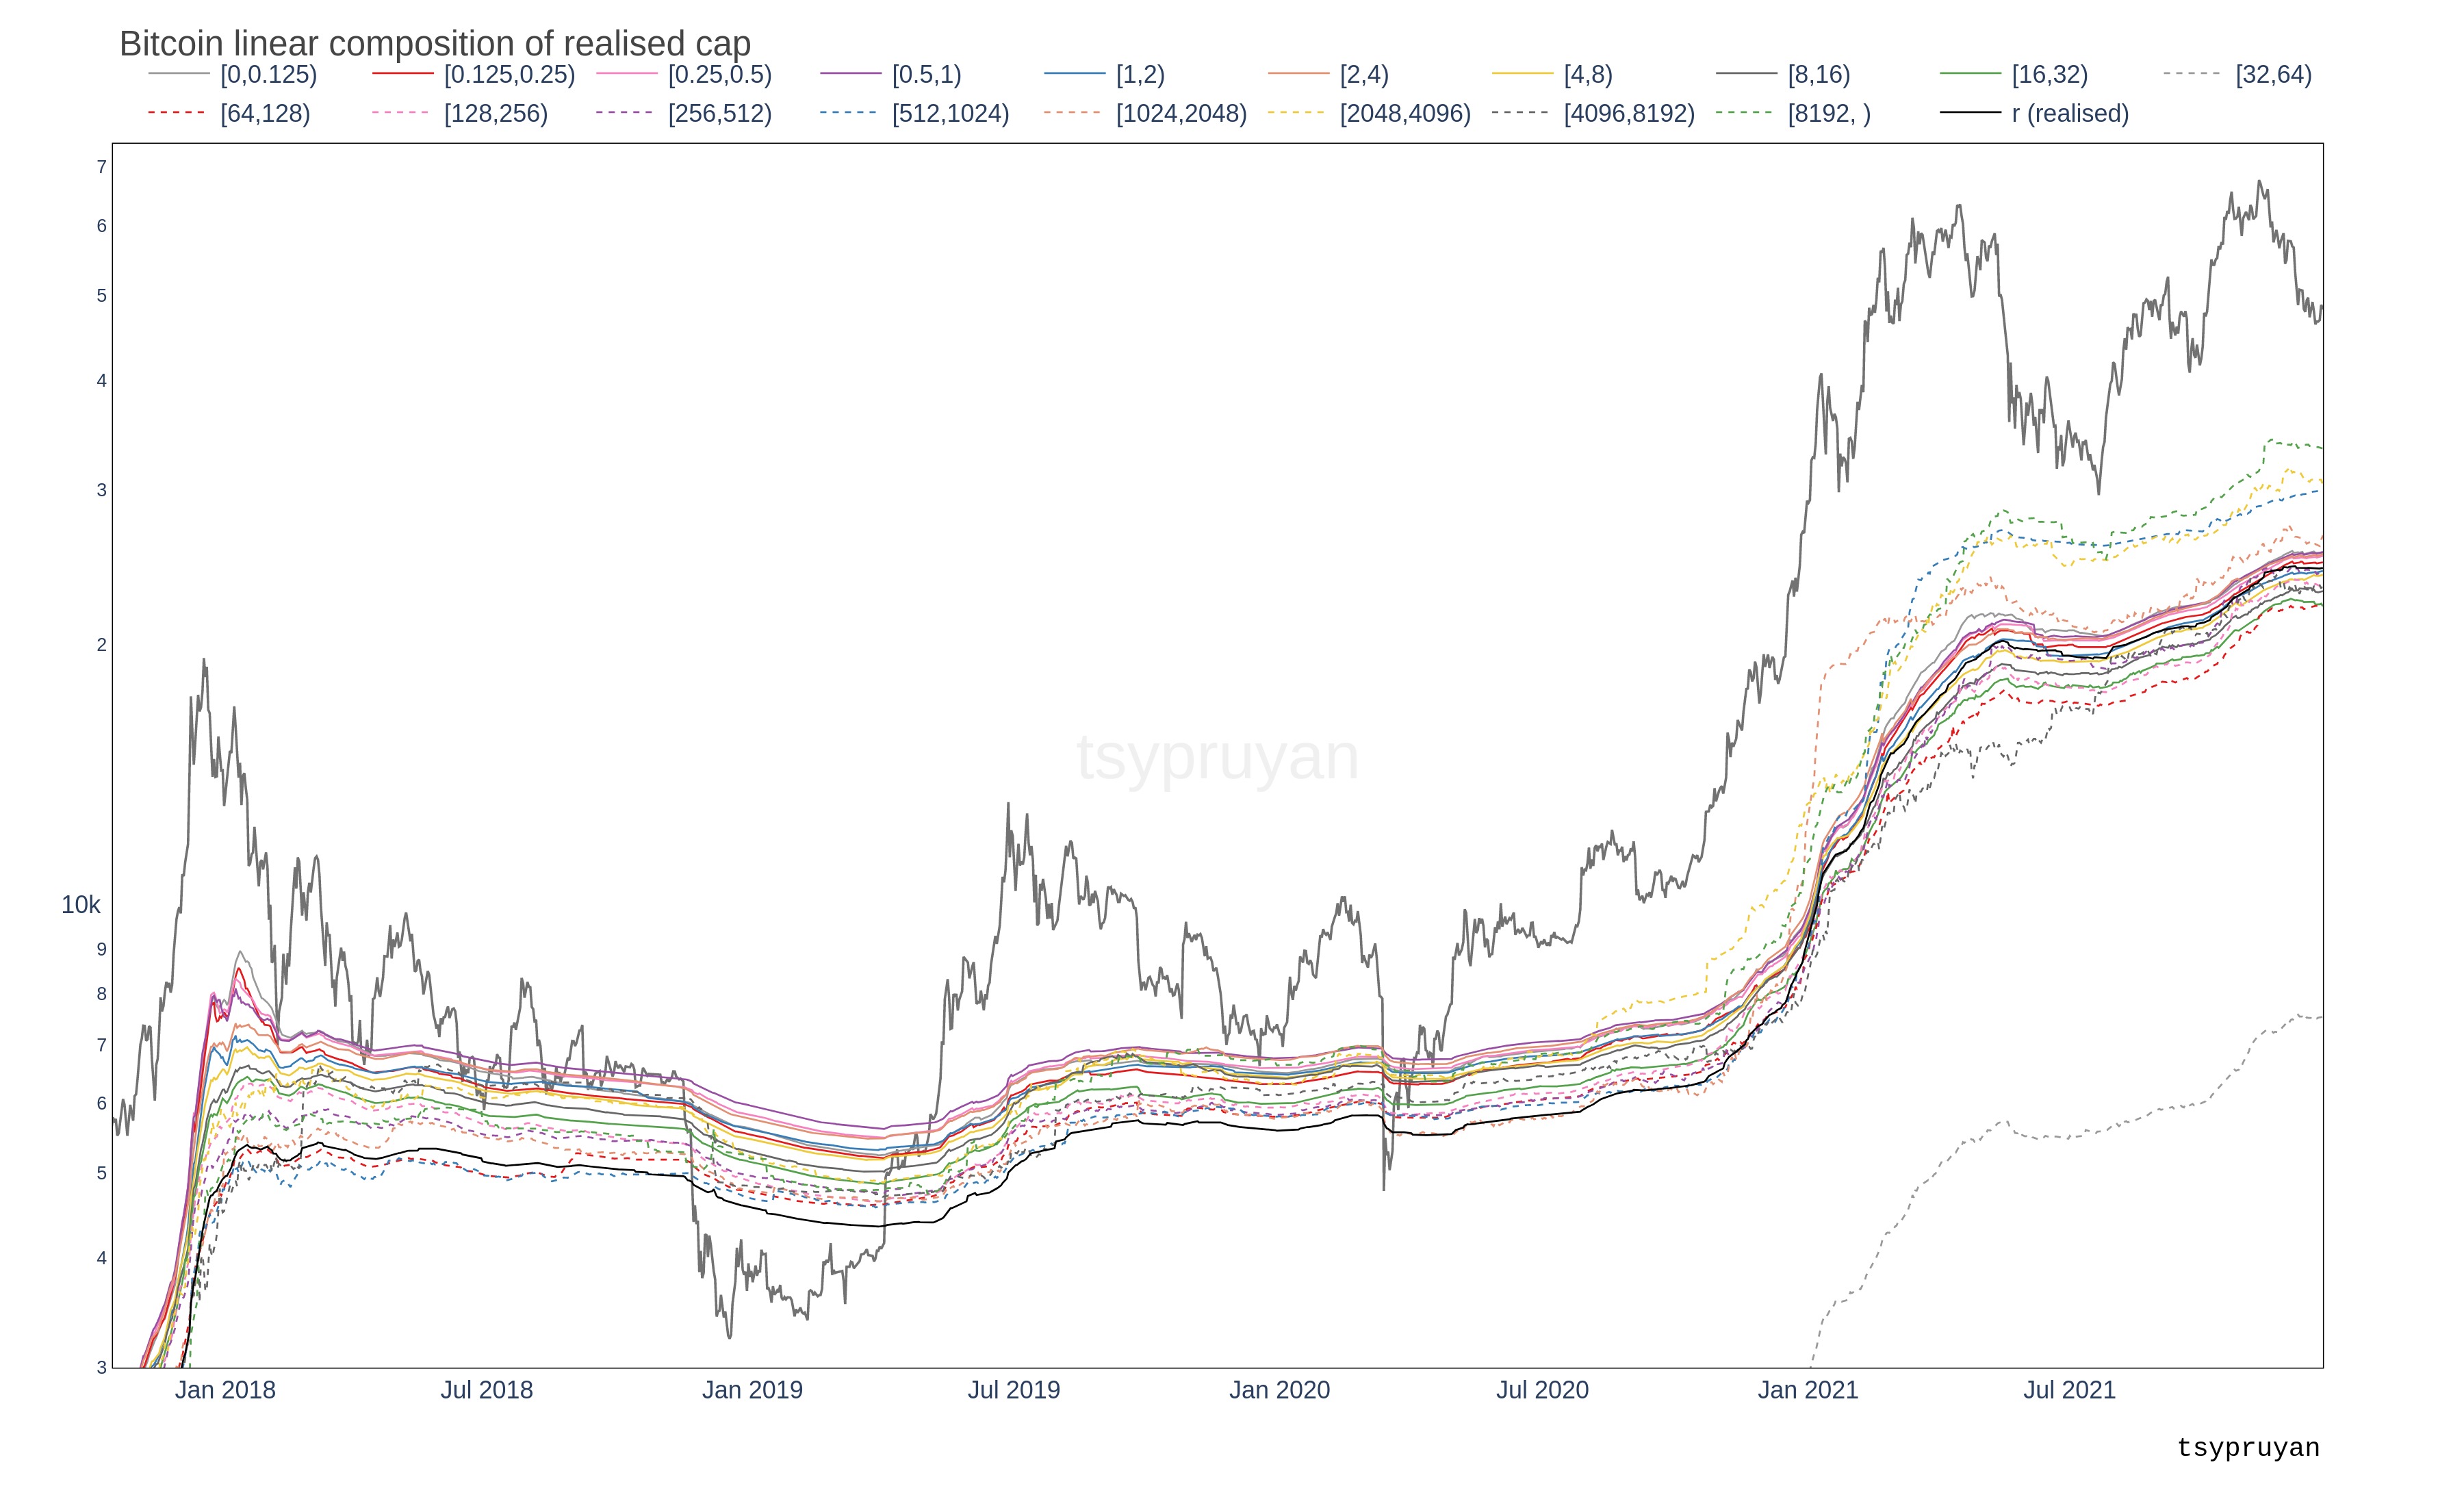 Bitcoin linear composition of realised cap
[0,0.125) [0.125,0.25) [0.25,0.5) [0.5,1) [1,2) [2,4) [4,8) [8,16) [16,32) [32,64)
[64,128) [128,256) [256,512) [512,1024) [1024,2048) [2048,4096) [4096,8192) [8192, ) r (realised)
7
6
5
4
3
2
tsypruyan
10k
9
8
7
6
5
4
3
Jan 2018 Jul 2018 Jan 2019 Jul 2019 Jan 2020 Jul 2020 Jan 2021 Jul 2021
tsypruyan